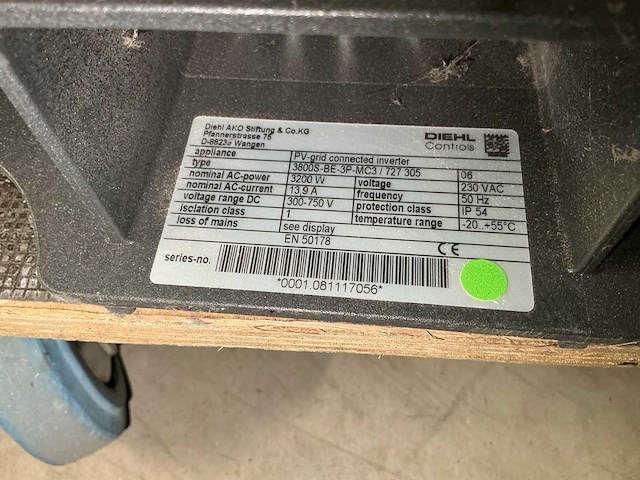 Diehl AKO Stiftung & Co.KG
Pfannerstrasse 75
Wangen
DIEHL
Controls
appliance PV-grid connected inverter
type 3800S-BE-3P-MC3 / 727 305 06
nominal AC-power 3200 W voltage 230 VAC
nominal AC-current 13,9 A frequency 50 Hz
voltage range DC 300-750 V protection class IP 54
isolation class 1 temperature range -20..+55°C
loss of mains see display
EN 50178
CE
series-no.
*0001.081117056*